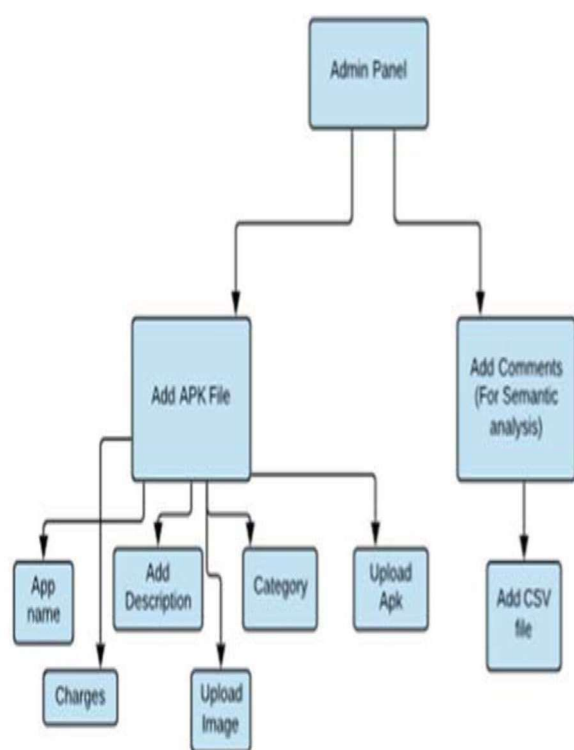 Admin Panel
Add APK File
Add Comments
(For Semantic
analysis)
App
name
Add
Description
Category
Upload
Apk
Add CSV
file
Charges
Upload
Image